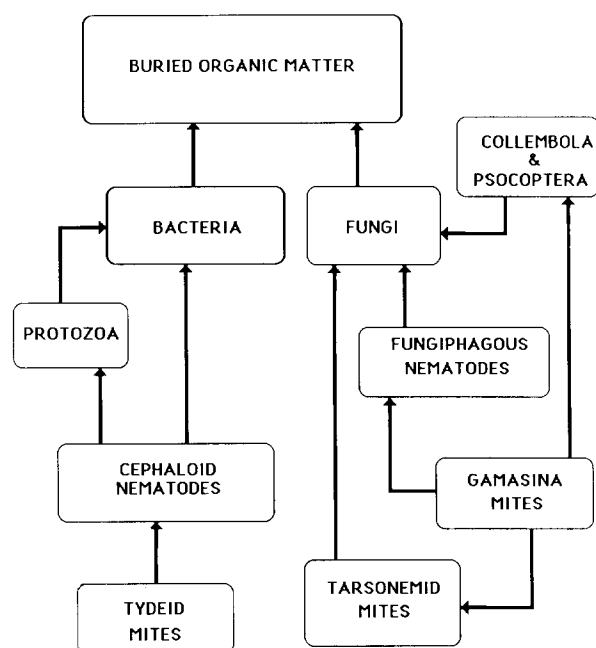 BURIED ORGANIC MATTER
COLLEMBOLA
&
PSOCOPTERA
BACTERIA
FUNGI
PROTOZOA
FUNGIPHAGOUS
NEMATODES
CEPHALOID
NEMATODES
GAMASINA
MITES
TYDEID
MITES
TARSONEMID
MITES